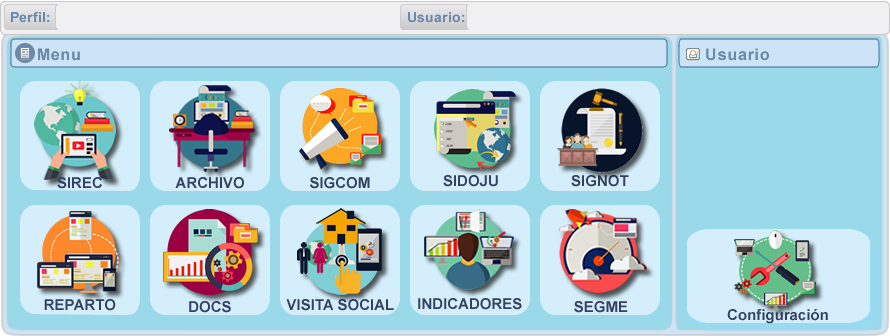 Perfil: Usuario:
Menu Usuario
SIREC ARCHIVO SIGCOM SIDOJU SIGNOT
REPARTO DOCS VISITA SOCIAL INDICADORES SEGME
Configuración